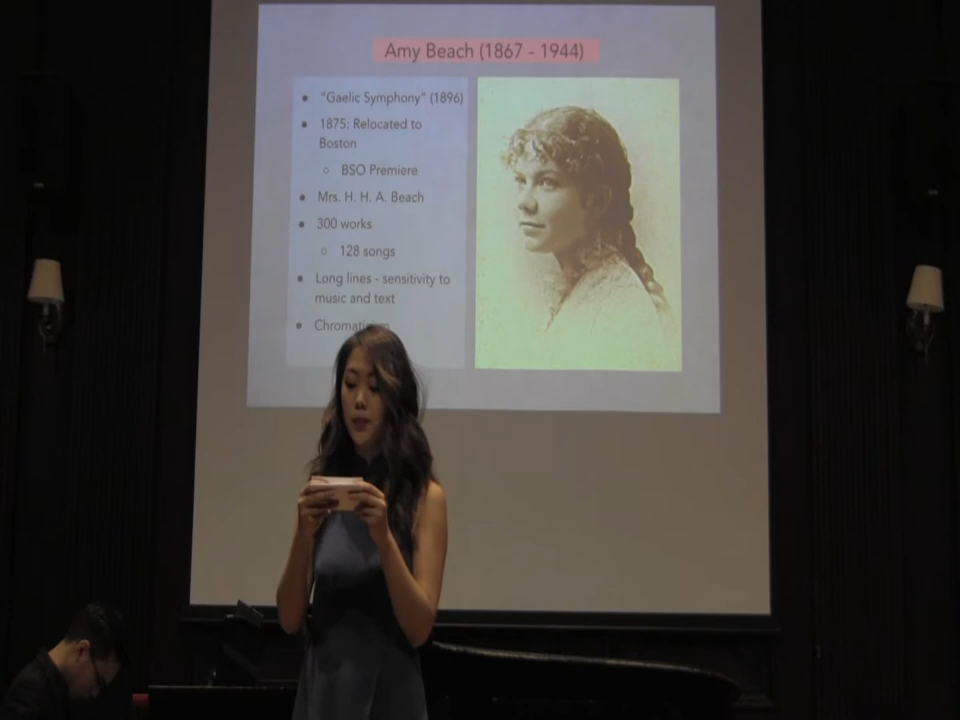 Amy Beach (1867 - 1944)
• "Gaelic Symphony" (1896)
• 1875: Relocated to
Boston
○ BSO Premiere
• Mrs. H. H. A. Beach
• 300 works
○ 128 songs
• Long lines - sensitivity to
music and text